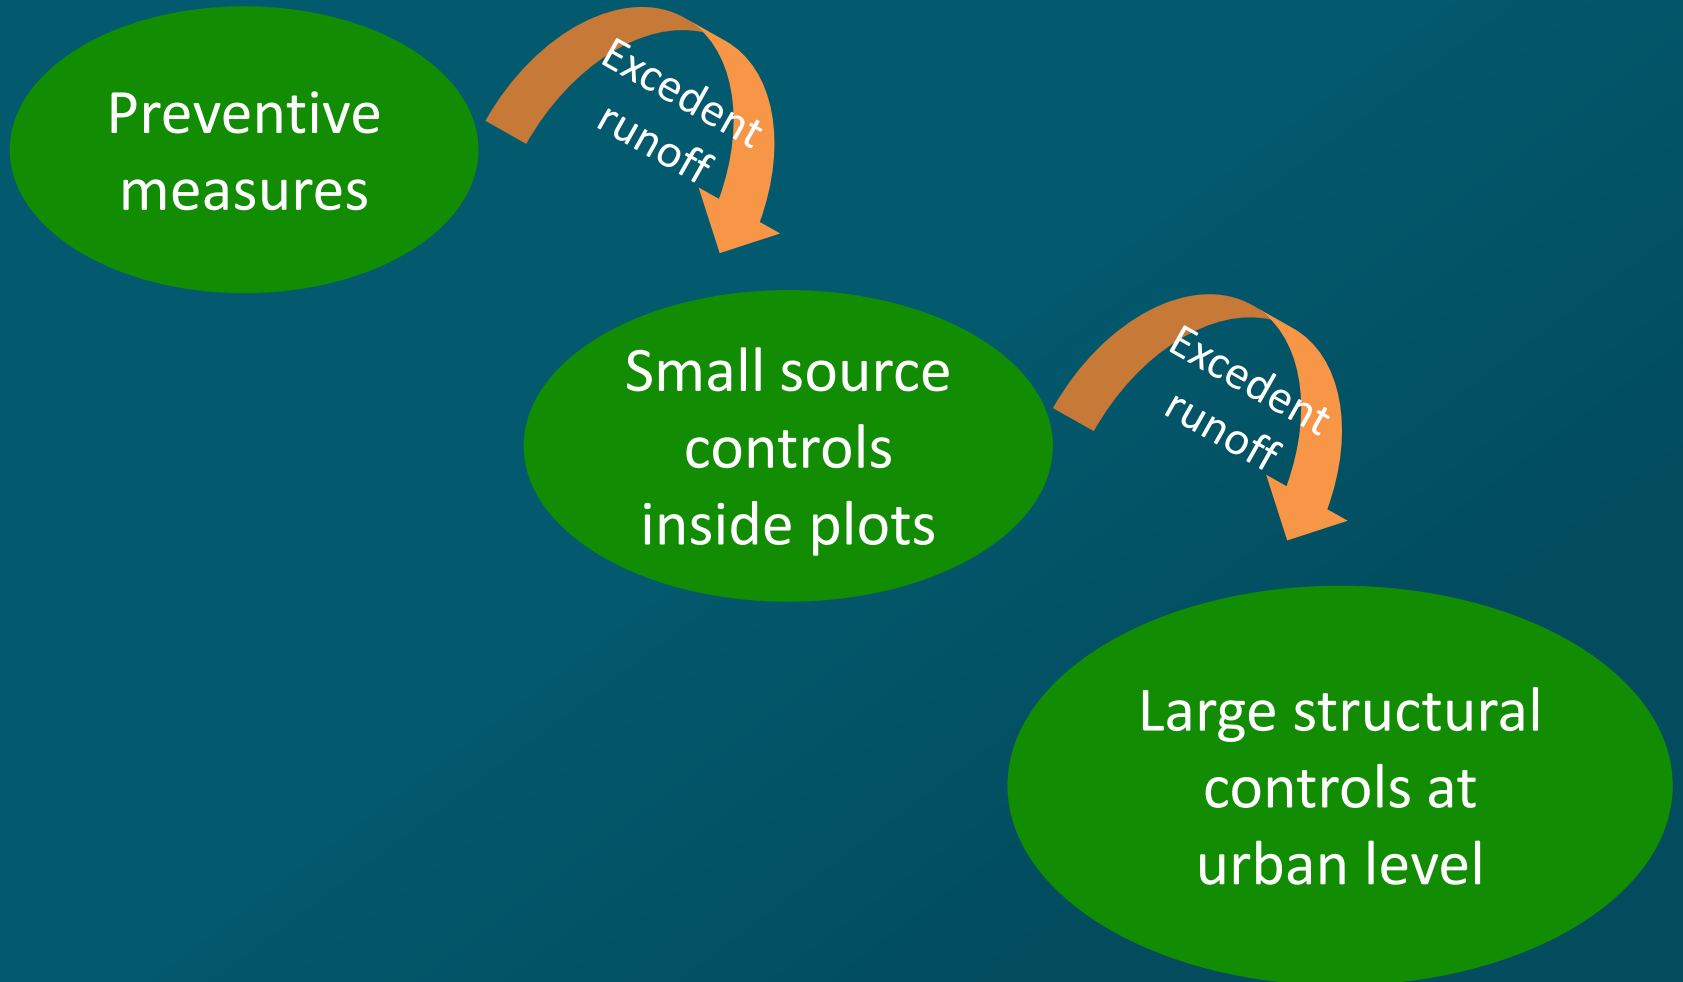 Preventive
measures
Excedent
runoff
Small source
controls
inside plots
Excedent
runoff
Large structural
controls at
urban level